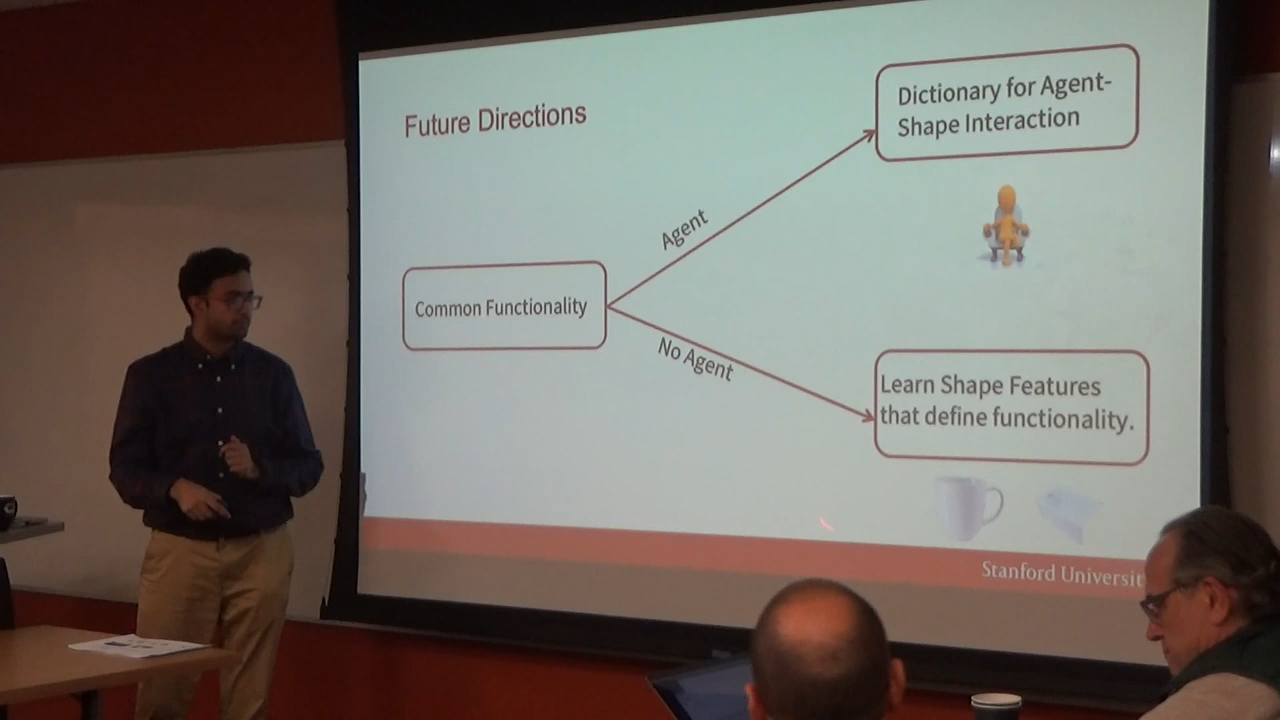 Future Directions
Dictionary for Agent-
Shape Interaction
Agent
Common Functionality
No Agent
Learn Shape Features
that define functionality.
Stanford Universit